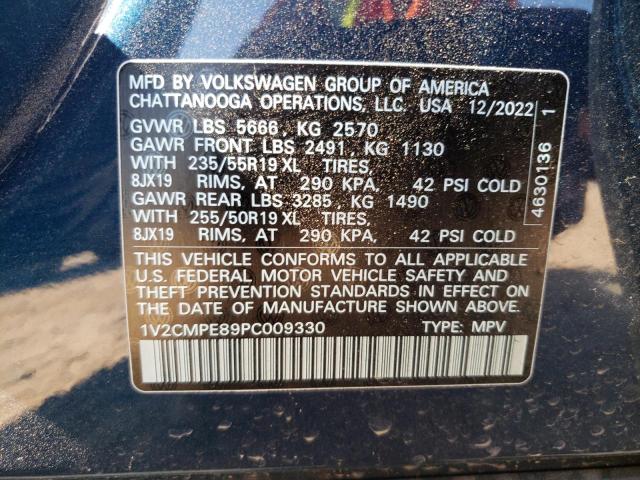 MFD BY VOLKSWAGEN GROUP OF AMERICA
CHATTANOOGA OPERATIONS, LLC. USA 12/2022
GVWR LBS 5666, KG 2570
GAWR FRONT LBS 2491, KG 1130
WITH 235/55R19 XL TIRES,
8JX19 RIMS, AT 290 KPA, 42 PSI COLD
GAWR REAR LBS 3285, KG 1490
WITH 255/50R19 XL TIRES,
8JX19 RIMS, AT 290 KPA, 42 PSI COLD
THIS VEHICLE CONFORMS TO ALL APPLICABLE
U.S. FEDERAL MOTOR VEHICLE SAFETY AND
THEFT PREVENTION STANDARDS IN EFFECT ON
THE DATE OF MANUFACTURE SHOWN ABOVE.
1V2CMPE89PC009330 TYPE: MPV
4630136 1